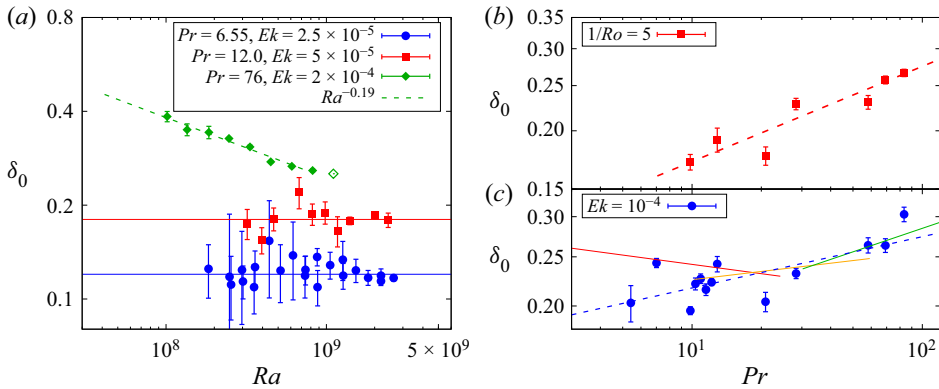 (a)
0.8
0.4
0.2
0.1
δ0
Pr = 6.55, Ek = 2.5 × 10−5
Pr = 12.0, Ek = 5 × 10−5
Pr = 76, Ek = 2 × 10−4
Ra−0.19
10^8
10^9
5 × 10^9
Ra
(b)
0.35
0.25
0.20
0.15
δ0
1/Ro = 5
(c)
0.30
0.25
0.20
δ0
Ek = 10−4
10^1
10^2
Pr